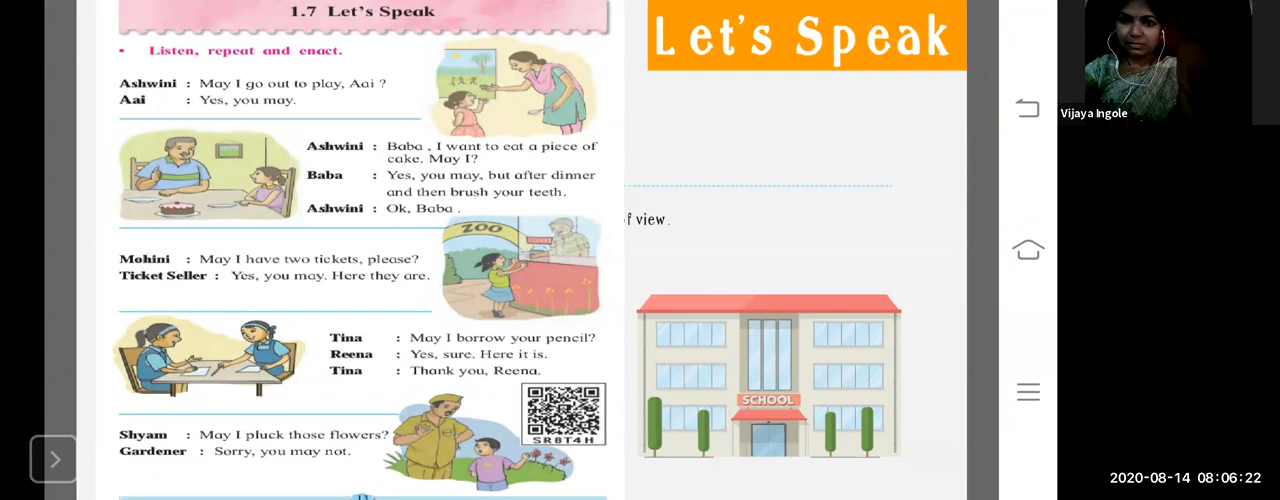 1.7 Let's Speak
• Listen, repeat and enact.
Ashwini : May I go out to play, Aai ?
Aai : Yes, you may.
Ashwini : Baba , I want to eat a piece of
cake. May I?
Baba : Yes, you may, but after dinner
and then brush your teeth.
Ashwini : Ok, Baba .
ZOO
TICKET
Mohini : May I have two tickets, please?
Ticket Seller : Yes, you may. Here they are.
Tina : May I borrow your pencil?
Reena : Yes, sure. Here it is.
Tina : Thank you, Reena.
SR8T4H
Shyam : May I pluck those flowers?
Gardener : Sorry, you may not.
Let's Speak
of view.
SCHOOL
Vijaya Ingole
2020-08-14 08:06:22